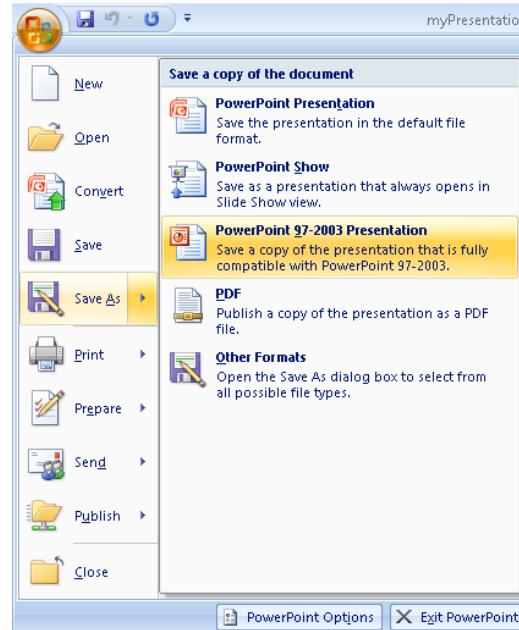 myPresentatio
New
Open
Convert
Save
Save As
Print
Prepare
Send
Publish
Close
Save a copy of the document
PowerPoint Presentation
Save the presentation in the default file
format.
PowerPoint Show
Save as a presentation that always opens in
Slide Show view.
PowerPoint 97-2003 Presentation
Save a copy of the presentation that is fully
compatible with PowerPoint 97-2003.
PDF
Publish a copy of the presentation as a PDF
file.
Other Formats
Open the Save As dialog box to select from
all possible file types.
PowerPoint Options
Exit PowerPoint